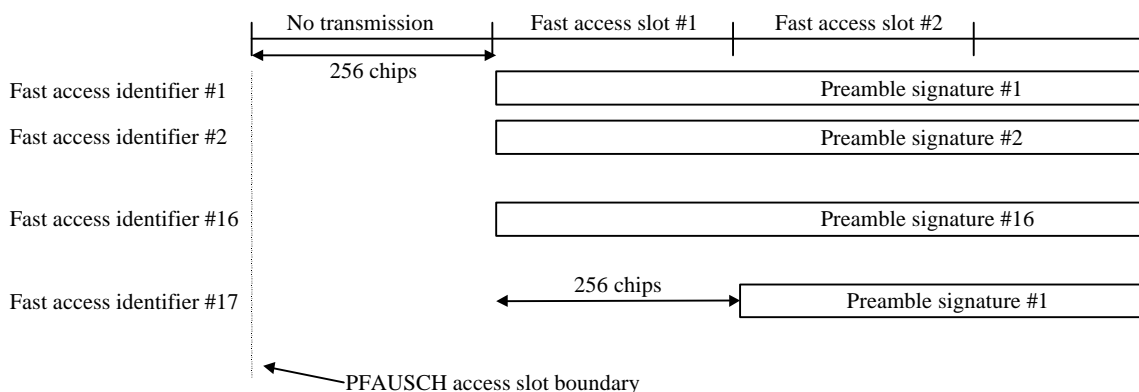 No transmission
Fast access slot #1
Fast access slot #2
256 chips
Fast access identifier #1
Preamble signature #1
Fast access identifier #2
Preamble signature #2
Fast access identifier #16
Preamble signature #16
256 chips
Fast access identifier #17
Preamble signature #1
PFAUSCH access slot boundary